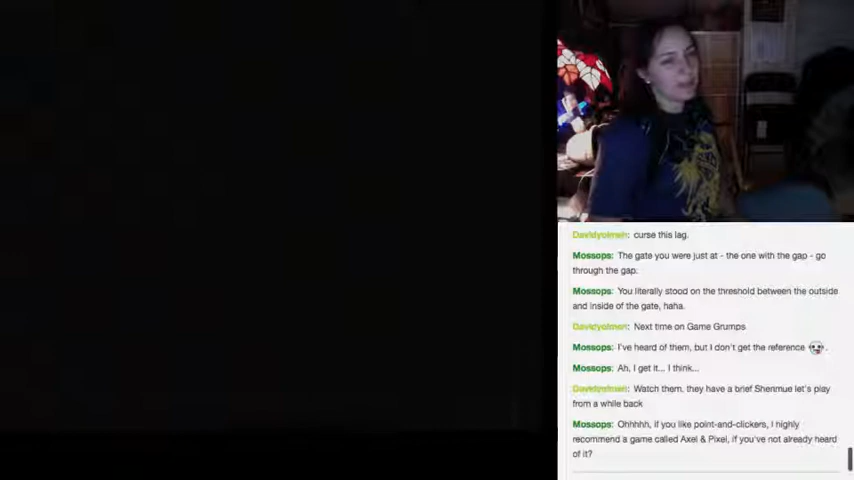 Davidyolmen: curse this lag.
Mossops: The gate you were just at - the one with the gap - go
through the gap.
Mossops: You literally stood on the threshold between the outside
and inside of the gate, haha.
Davidyolmen: Next time on Game Grumps
Mossops: I've heard of them, but I don't get the reference .
Mossops: Ah, I get it... I think...
Davidyolmen: Watch them, they have a brief Shenmue let's play
from a while back
Mossops: Ohhhhh, if you like point-and-clickers, I highly
recommend a game called Axel & Pixel, if you've not already heard
of it?